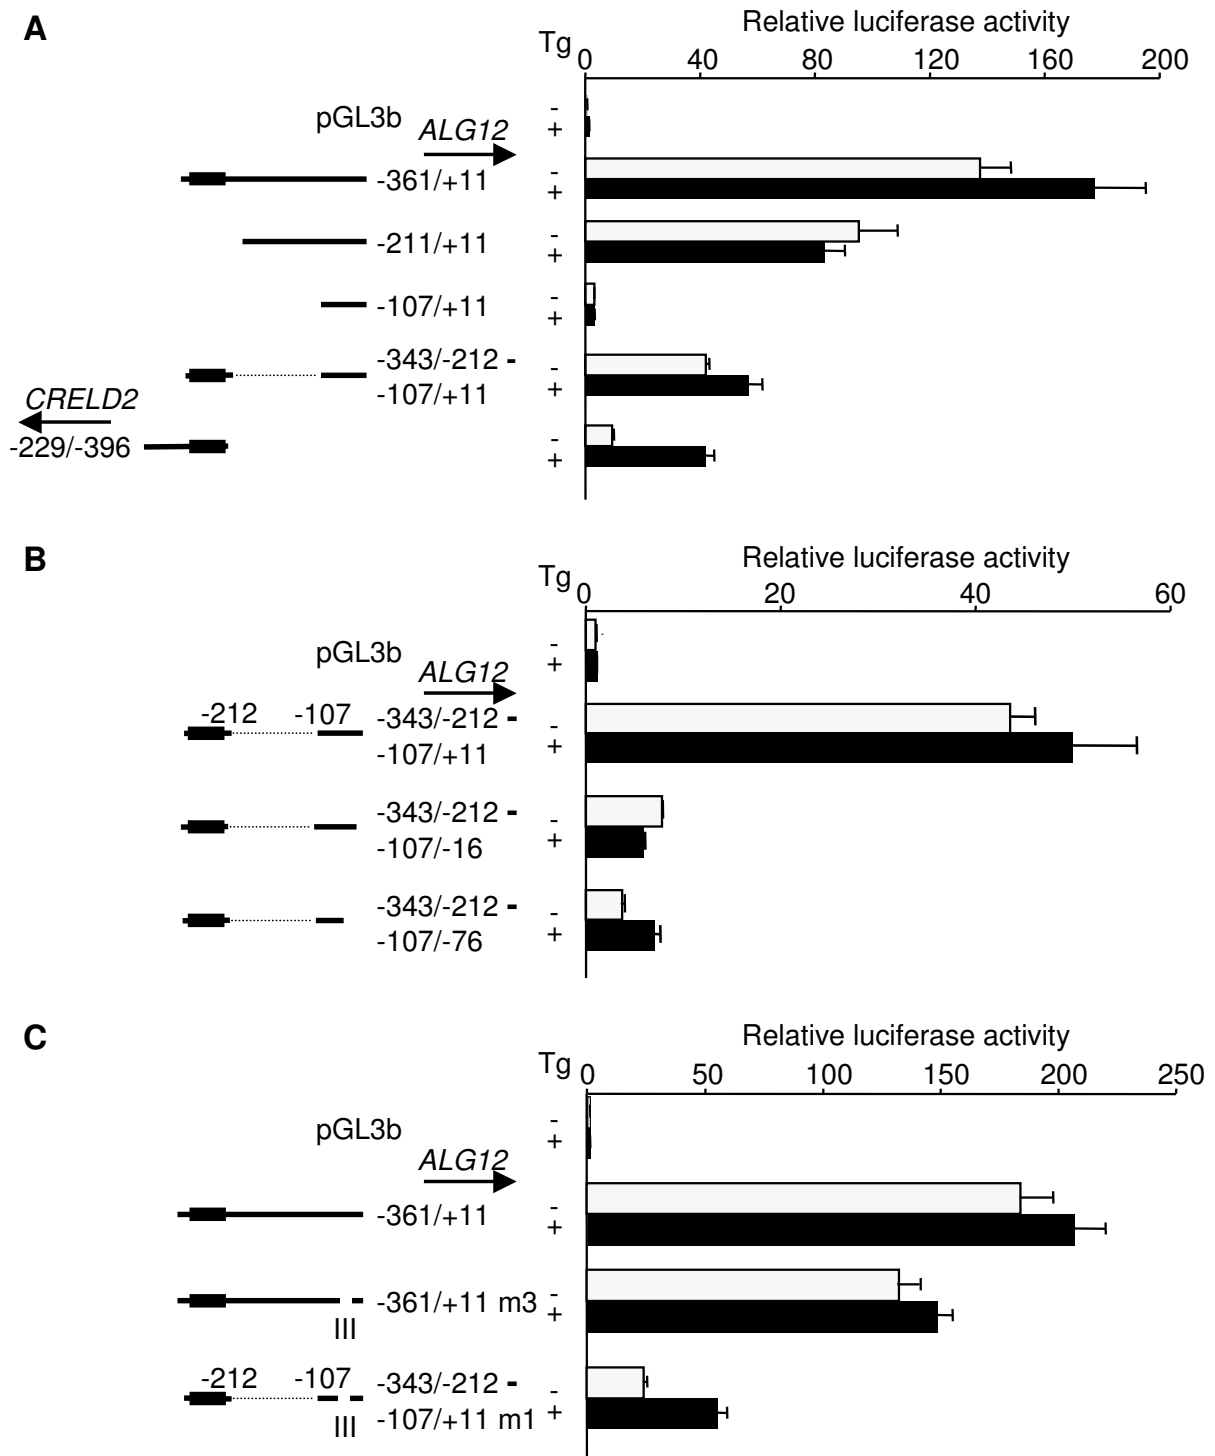 A
Relative luciferase activity
Tg
0 40 80 120 160 200
pGL3b
-
+
ALG12
-361/+11
-
+
-211/+11
-
+
-107/+11
-
+
-343/-212 -
-107/+11
-
+
CRELD2
-229/-396
-
+
B
Relative luciferase activity
Tg
0 20 40 60
pGL3b
-
+
ALG12
-212 -107 -343/-212 -
-107/+11
-
+
-343/-212 -
-107/-16
-
+
-343/-212 -
-107/-76
-
+
C
Relative luciferase activity
Tg
0 50 100 150 200 250
pGL3b
-
+
ALG12
-361/+11
-
+
-361/+11 m3
III
-
+
-212 -107 -343/-212 -
III -107/+11 m1
-
+